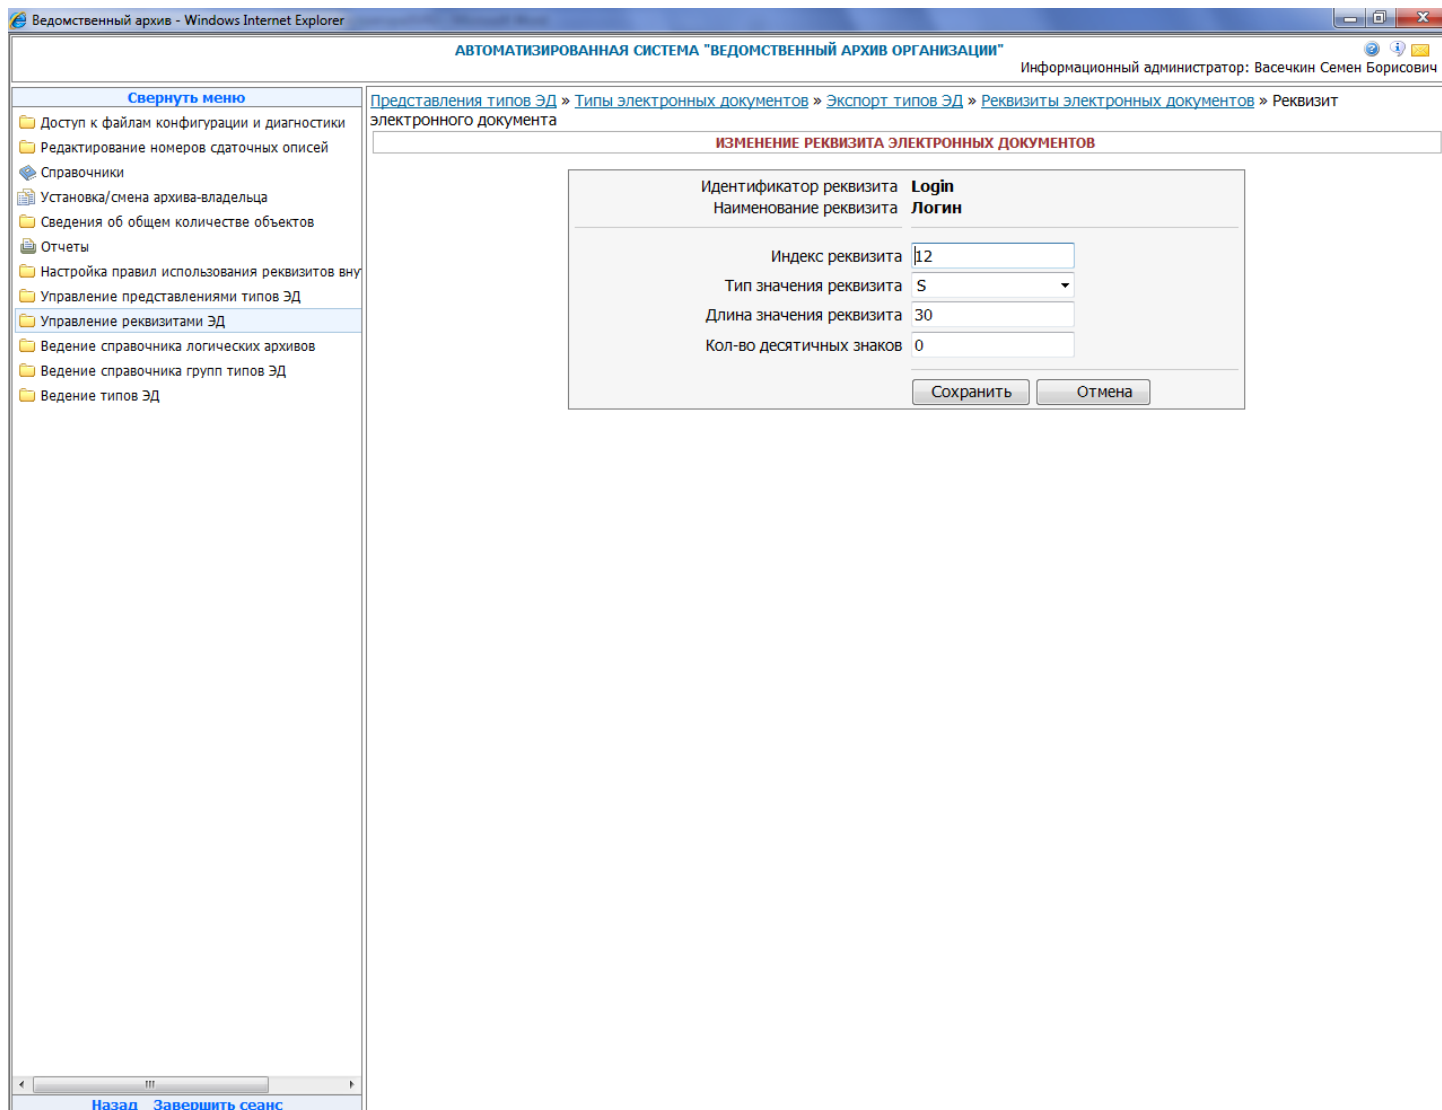 Ведомственный архив - Windows Internet Explorer
АВТОМАТИЗИРОВАННАЯ СИСТЕМА "ВЕДОМСТВЕННЫЙ АРХИВ ОРГАНИЗАЦИИ"
Информационный администратор: Васечкин Семен Борисович
Свернуть меню
Доступ к файлам конфигурации и диагностики
Редактирование номеров сдаточных описей
Справочники
Установка/смена архива-владельца
Сведения об общем количестве объектов
Отчеты
Настройка правил использования реквизитов вну
Управление представлениями типов ЭД
Управление реквизитами ЭД
Ведение справочника логических архивов
Ведение справочника групп типов ЭД
Ведение типов ЭД
Назад Завершить сеанс
Представления типов ЭД » Типы электронных документов » Экспорт типов ЭД » Реквизиты электронных документов » Реквизит
электронного документа
ИЗМЕНЕНИЕ РЕКВИЗИТА ЭЛЕКТРОННЫХ ДОКУМЕНТОВ
Идентификатор реквизита Login
Наименование реквизита Логин
Индекс реквизита 12
Тип значения реквизита S
Длина значения реквизита 30
Кол-во десятичных знаков 0
Сохранить Отмена